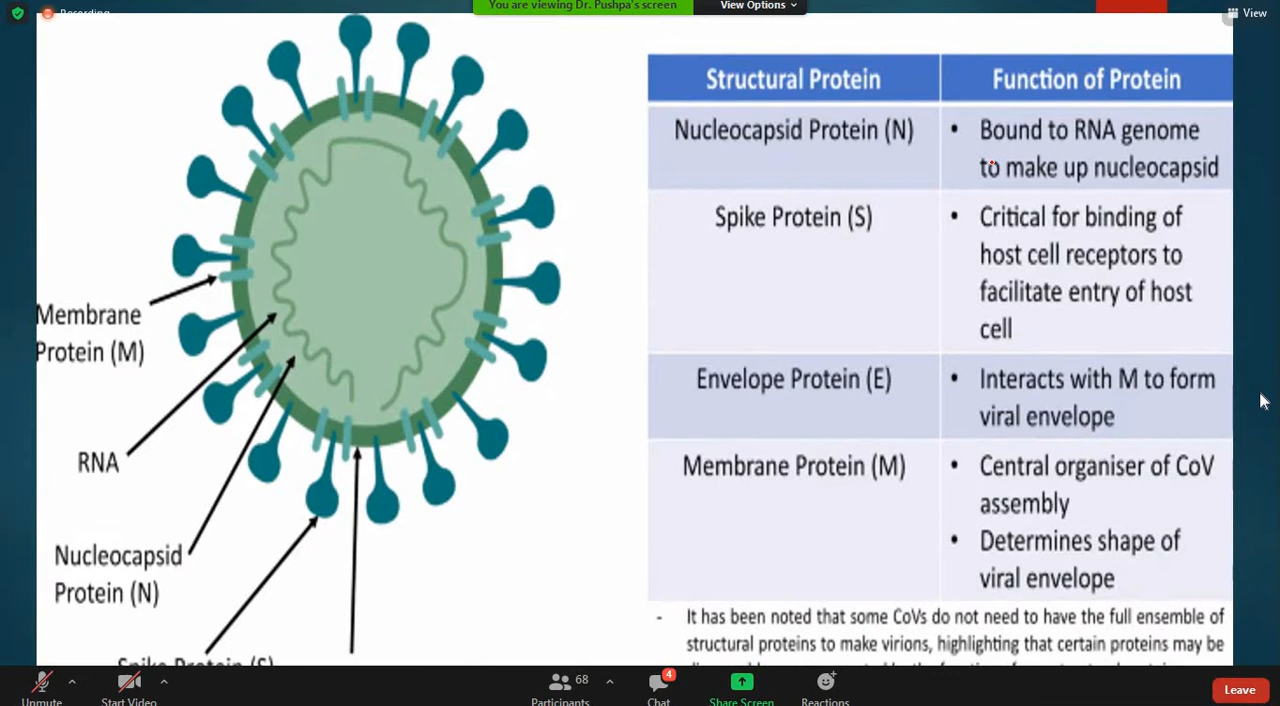 Recording
You are viewing Dr. Pushpa's screen
View Options
View
Structural Protein
Function of Protein
Nucleocapsid Protein (N)
• Bound to RNA genome
to make up nucleocapsid
Spike Protein (S)
• Critical for binding of
host cell receptors to
facilitate entry of host
cell
Envelope Protein (E)
• Interacts with M to form
viral envelope
Membrane Protein (M)
• Central organiser of CoV
assembly
• Determines shape of
viral envelope
- It has been noted that some CoVs do not need to have the full ensemble of
structural proteins to make virions, highlighting that certain proteins may be
Membrane
Protein (M)
RNA
Nucleocapsid
Protein (N)
Spike Protein (S)
Unmute
Start Video
68
Participants
4
Chat
Share Screen
Reactions
Leave